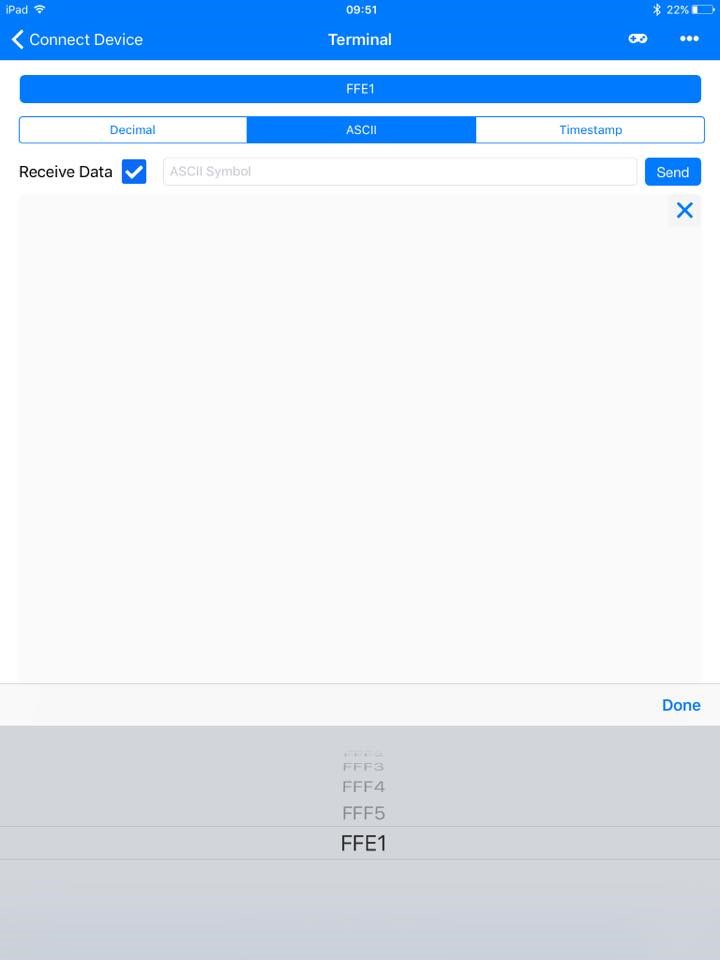 iPad 09:51 22%
Connect Device Terminal
FFE1
Decimal ASCII Timestamp
Receive Data ASCII Symbol Send
Done
FFF3
FFF4
FFF5
FFE1